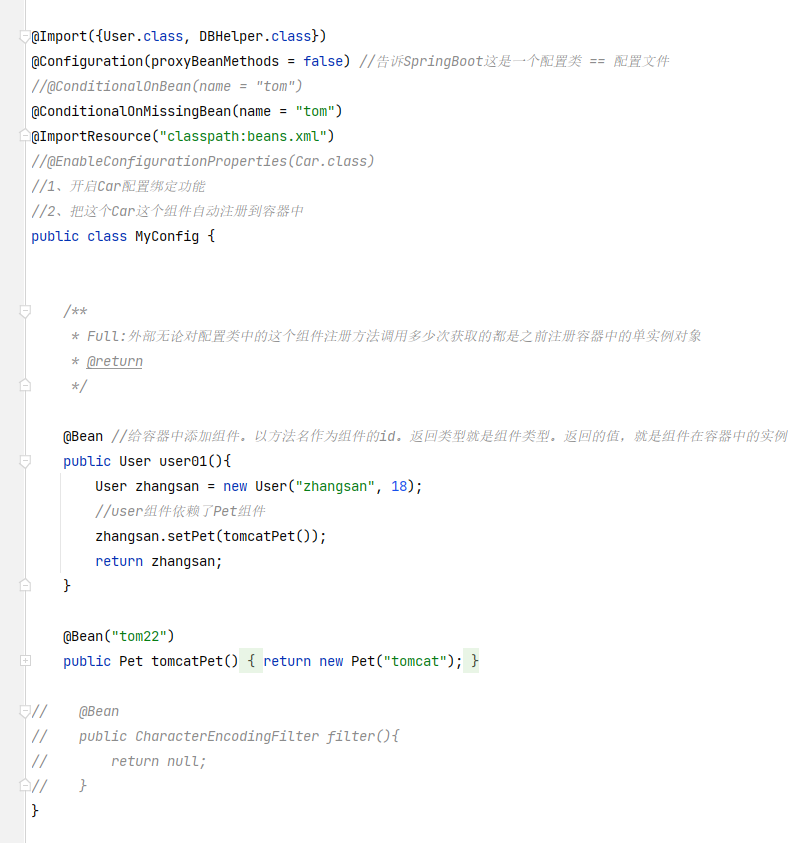 @Import({User.class, DBHelper.class})
@Configuration(proxyBeanMethods = false) //告诉SpringBoot这是一个配置类 == 配置文件
//@ConditionalOnBean(name = "tom")
@ConditionalOnMissingBean(name = "tom")
@ImportResource("classpath:beans.xml")
//@EnableConfigurationProperties(Car.class)
//1、开启Car配置绑定功能
//2、把这个Car这个组件自动注册到容器中
public class MyConfig {
/**
* Full:外部无论对配置类中的这个组件注册方法调用多少次获取的都是之前注册容器中的单实例对象
* @return
*/
@Bean //给容器中添加组件。以方法名作为组件的id。返回类型就是组件类型。返回的值，就是组件在容器中的实例
public User user01(){
User zhangsan = new User("zhangsan", 18);
//user组件依赖了Pet组件
zhangsan.setPet(tomcatPet());
return zhangsan;
}
@Bean("tom22")
public Pet tomcatPet() { return new Pet("tomcat"); }
//    @Bean
//    public CharacterEncodingFilter filter(){
//        return null;
//    }
}